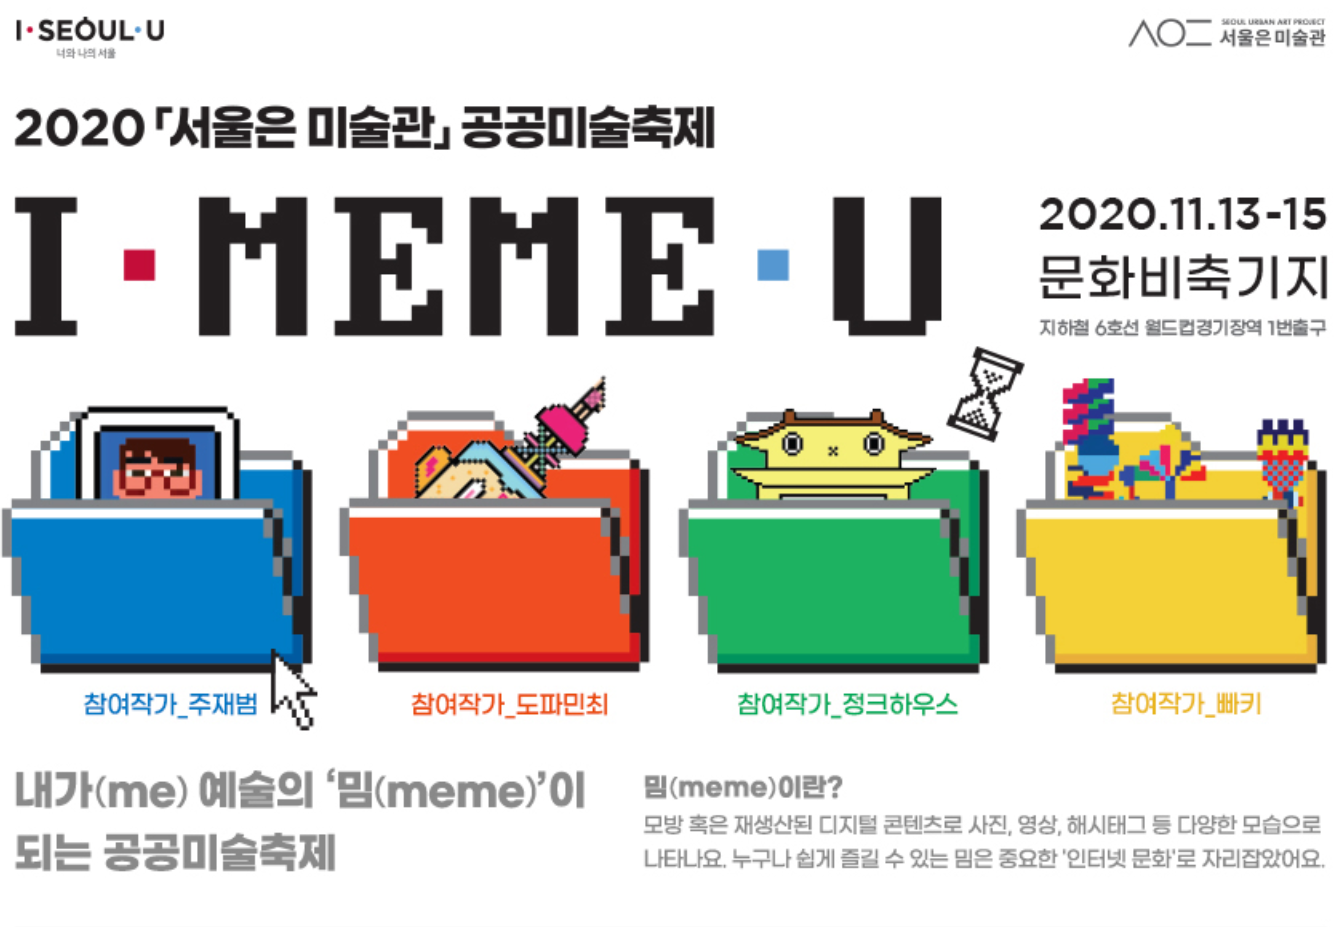 I·SEOUL·U
너와 나의 서울
SEOUL URBAN ART PROJECT
서울은 미술관
2020 「서울은 미술관」 공공미술축제
I·MEME·U
2020.11.13-15
문화비축기지
지하철 6호선 월드컵경기장역 1번출구
참여작가_주재범
참여작가_도파민최
참여작가_정크하우스
참여작가_빠키
내가(me) 예술의 ‘밈(meme)’이
되는 공공미술축제
밈(meme)이란?
모방 혹은 재생산된 디지털 콘텐츠로 사진, 영상, 해시태그 등 다양한 모습으로
나타나요. 누구나 쉽게 즐길 수 있는 밈은 중요한 '인터넷 문화'로 자리잡았어요.